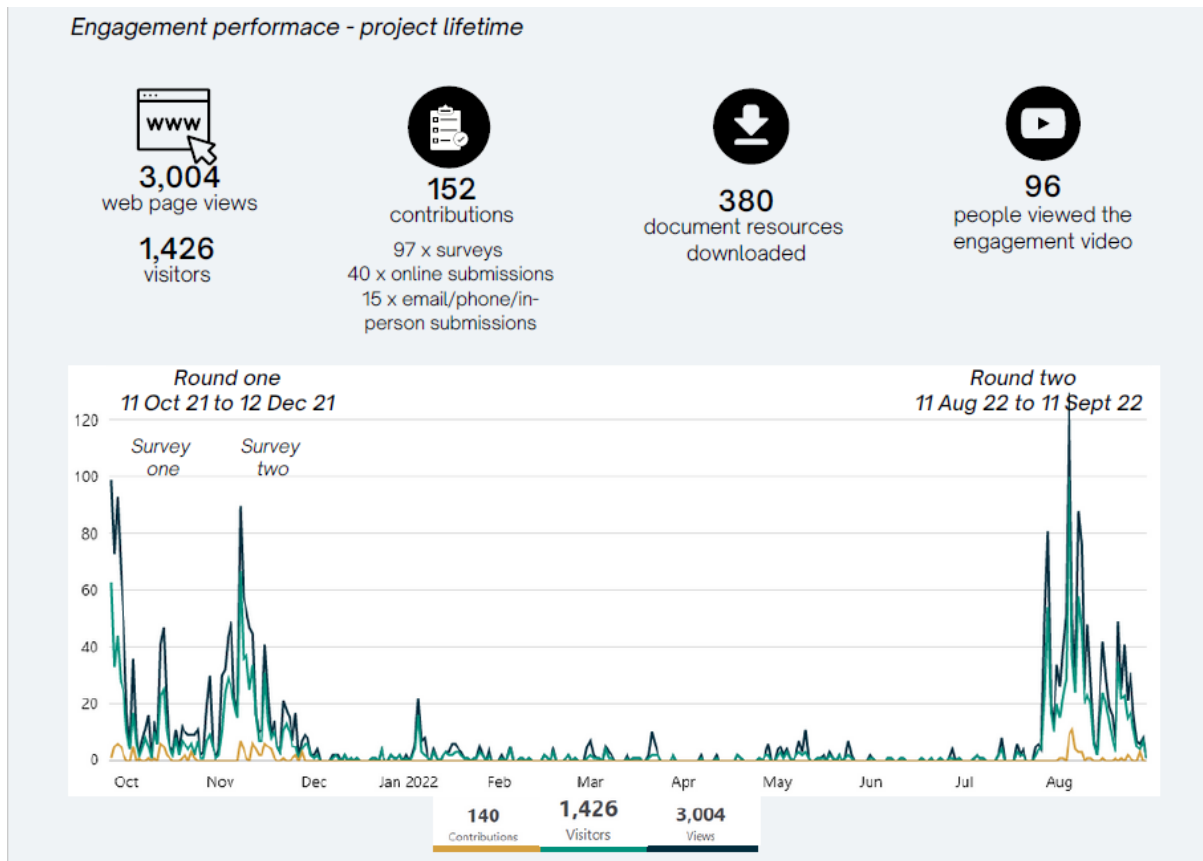 Engagement performace - project lifetime
www
3,004
web page views
1,426
visitors
152
contributions
97 x surveys
40 x online submissions
15 x email/phone/in-
person submissions
380
document resources
downloaded
96
people viewed the
engagement video
Round one
11 Oct 21 to 12 Dec 21
Round two
11 Aug 22 to 11 Sept 22
Survey
one
Survey
two
120
100
80
60
40
20
0
Oct Nov Dec Jan 2022 Feb Mar Apr May Jun Jul Aug
140 1,426 3,004
Contributions Visitors Views